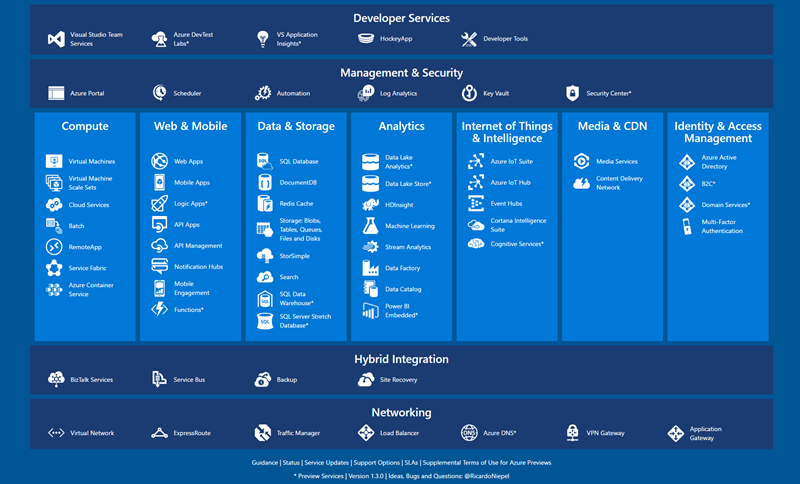 Developer Services
Visual Studio Team
Services
Azure DevTest
Labs*
VS Application
Insights*
HockeyApp
Developer Tools
Management & Security
Azure Portal
Scheduler
Automation
Log Analytics
Key Vault
Security Center*
Compute
Virtual Machines
Virtual Machine
Scale Sets
Cloud Services
Batch
RemoteApp
Service Fabric
Azure Container
Service
Web & Mobile
Web Apps
Mobile Apps
Logic Apps*
API Apps
API Management
Notification Hubs
Mobile
Engagement
Functions*
Data & Storage
SQL
SQL Database
DocumentDB
Redis Cache
Storage: Blobs,
Tables, Queues,
Files and Disks
StorSimple
Search
SQL
SQL Data
Warehouse*
SQL
SQL Server Stretch
Database*
Analytics
Data Lake
Analytics*
Data Lake Store*
HDInsight
Machine Learning
Stream Analytics
Data Factory
Data Catalog
Power BI
Embedded*
Internet of Things
& Intelligence
Azure IoT Suite
Azure IoT Hub
Event Hubs
Cortana Intelligence
Suite
Cognitive Services*
Media & CDN
Media Services
Content Delivery
Network
Identity & Access
Management
Azure Active
Directory
B2C*
Domain Services*
Multi-Factor
Authentication
Hybrid Integration
BizTalk Services
Service Bus
Backup
Site Recovery
Networking
Virtual Network
ExpressRoute
Traffic Manager
Load Balancer
DNS
Azure DNS*
VPN Gateway
Application
Gateway
Guidance | Status | Service Updates | Support Options | SLAs | Supplemental Terms of Use for Azure Previews
* Preview Services | Version 1.3.0 | Ideas, Bugs and Questions: @RicardoNiepel